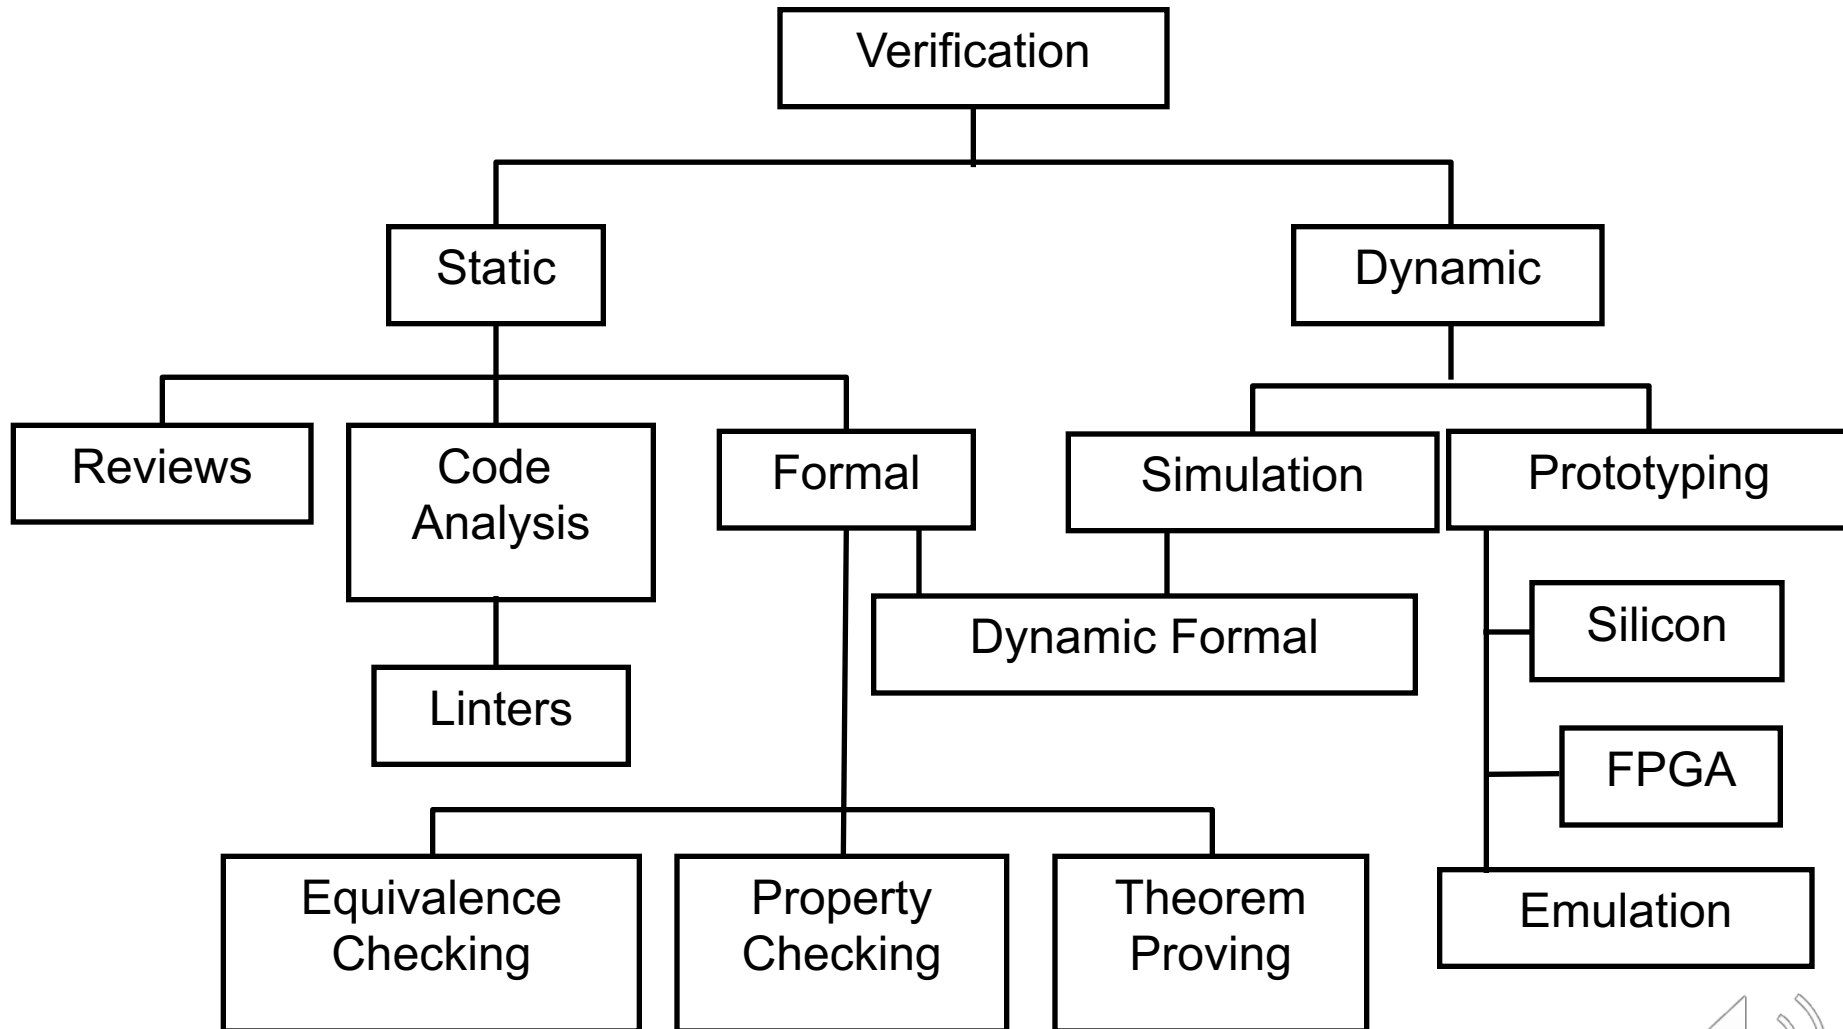 Verification
Static
Dynamic
Reviews
Code
Analysis
Formal
Simulation
Prototyping
Dynamic Formal
Silicon
Linters
FPGA
Equivalence
Checking
Property
Checking
Theorem
Proving
Emulation